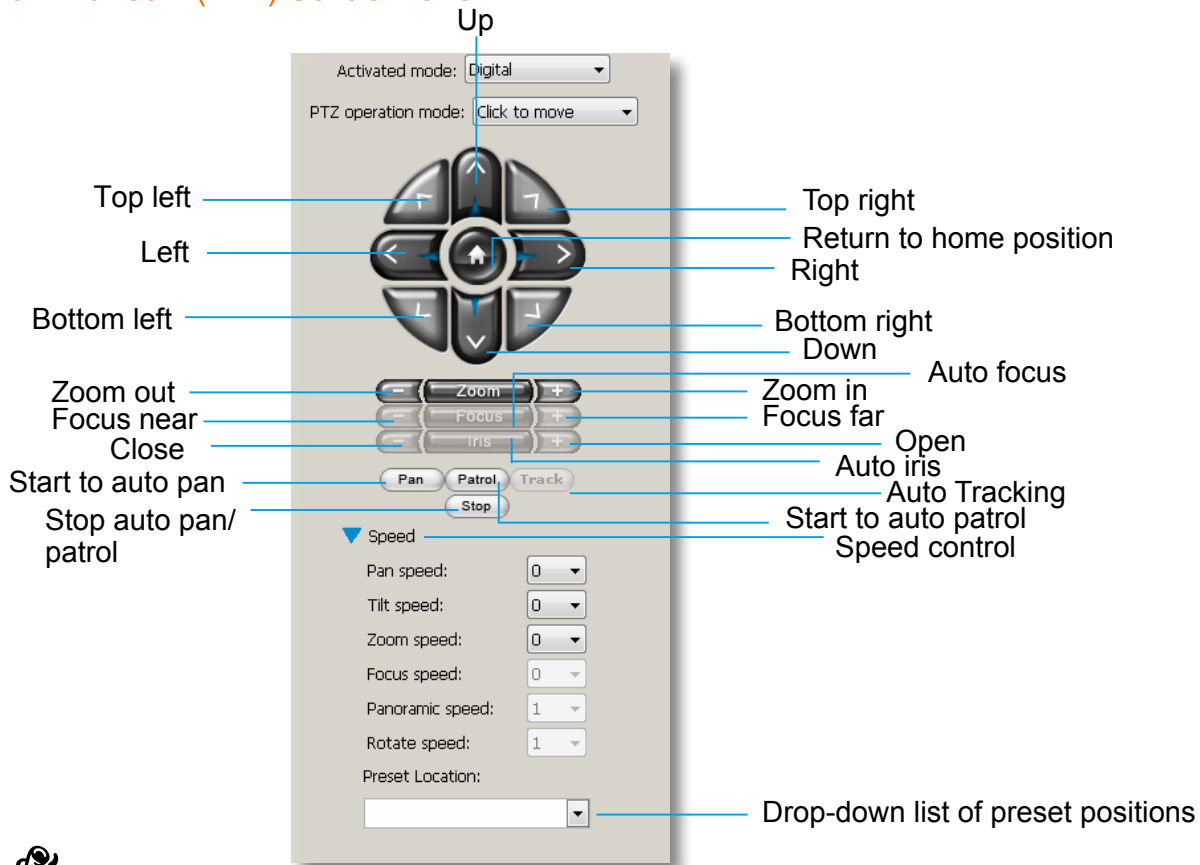 Up
Activated mode: Digital
PTZ operation mode: Click to move
Top left
Top right
Return to home position
Left
Right
Bottom left
Bottom right
Down
Auto focus
Zoom out
Zoom
Zoom in
Focus near
Focus
Focus far
Close
Iris
Open
Auto iris
Start to auto pan
Pan
Patrol
Track
Auto Tracking
Stop auto pan/
patrol
Stop
Start to auto patrol
Speed
Speed control
Pan speed: 0
Tilt speed: 0
Zoom speed: 0
Focus speed: 0
Panoramic speed: 1
Rotate speed: 1
Preset Location:
Drop-down list of preset positions